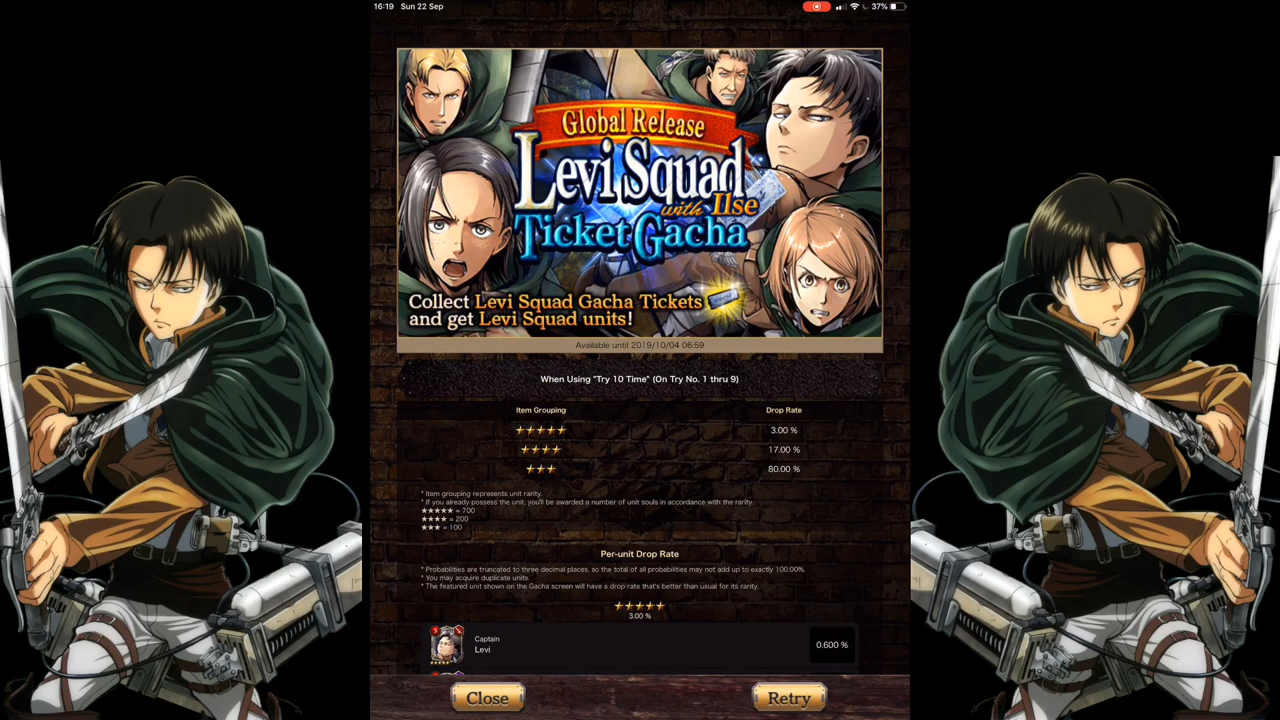 16:19 Sun 22 Sep
37%
Global Release
Levi Squad
with Ilse
Ticket Gacha
Collect Levi Squad Gacha Tickets
and get Levi Squad units!
Available until 2019/10/04 06:59
When Using "Try 10 Time" (On Try No. 1 thru 9)
Item Grouping Drop Rate
★★★★★ 3.00 %
★★★★ 17.00 %
★★★ 80.00 %
* Item grouping represents unit rarity.
* If you already possess the unit, you'll be awarded a number of unit souls in accordance with the rarity.
★★★★★ = 700
★★★★ = 200
★★★ = 100
Per-unit Drop Rate
* Probabilities are truncated to three decimal places, so the total of all probabilities may not add up to exactly 100.00%.
* You may acquire duplicate units.
* The featured unit shown on the Gacha screen will have a drop rate that's better than usual for its rarity.
★★★★★
3.00 %
Captain
Levi
0.600 %
Close Retry